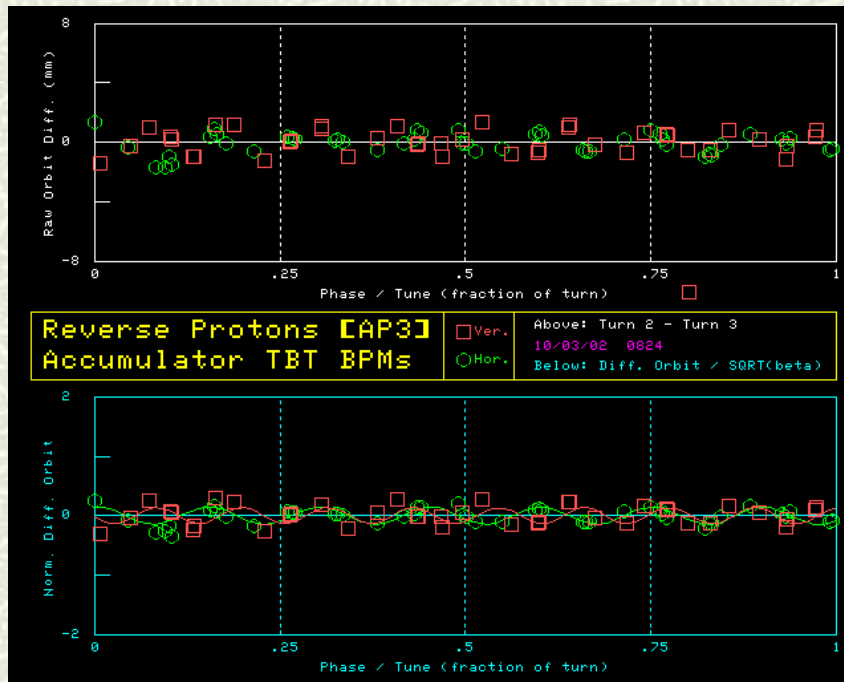 8
Raw Orbit Diff. (mm)
0
-8
0 .25 .5 .75 1
Phase / Tune (fraction of turn)
Reverse Protons [AP3]
Accumulator TBT BPMs
Ver.
Hor.
Above: Turn 2 - Turn 3
10/03/02 0824
Below: Diff. Orbit / SQRT(beta)
2
Norm. Diff. Orbit
0
-2
0 .25 .5 .75 1
Phase / Tune (fraction of turn)